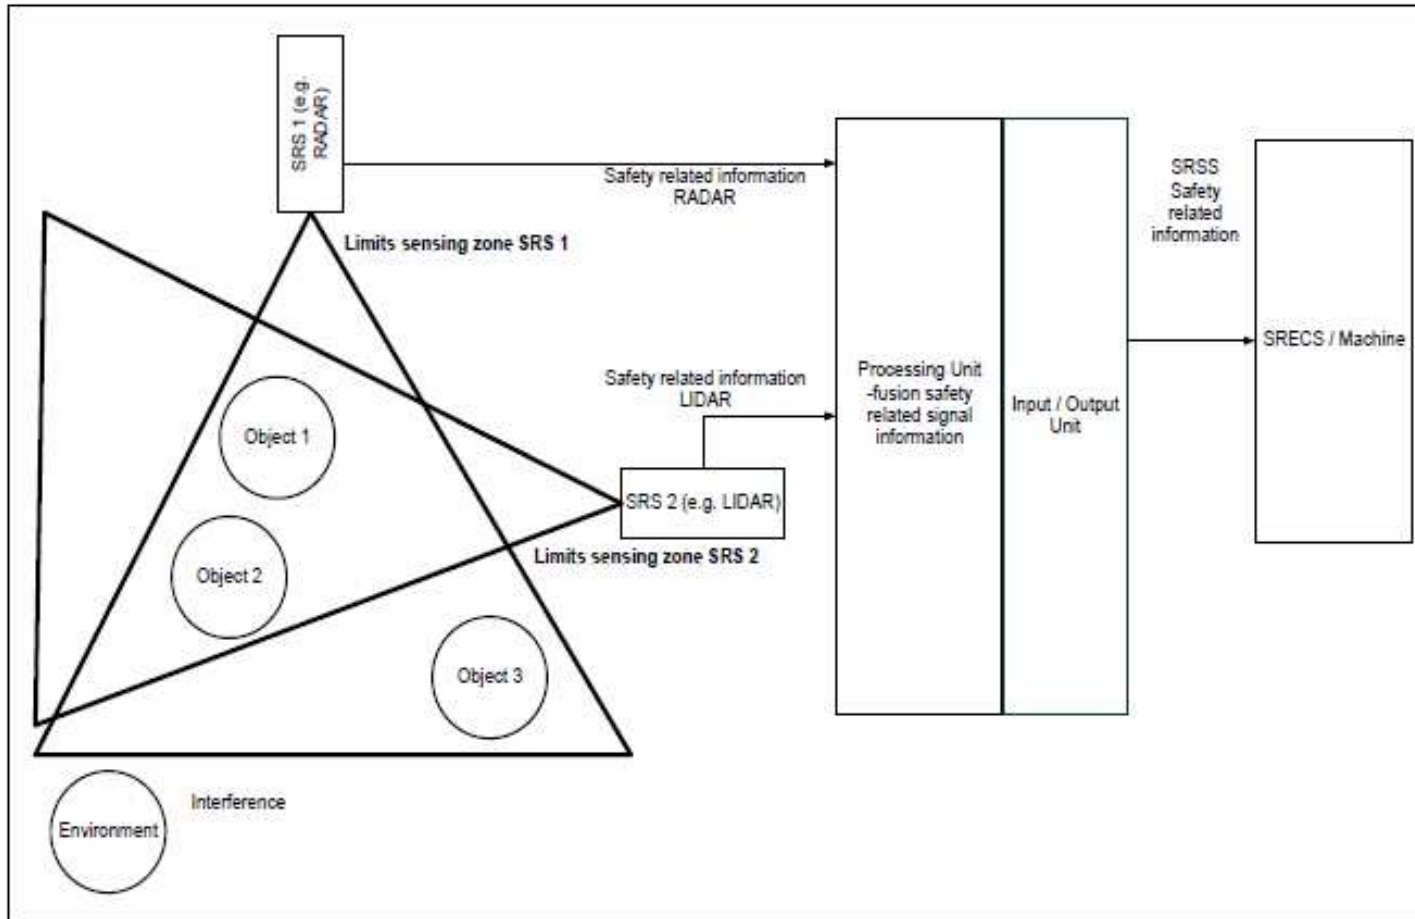 SRS 1 (e.g.
RADAR)
Safety related information
RADAR
SRSS
Safety
related
information
Limits sensing zone SRS 1
SRECS / Machine
Safety related information
LIDAR
Processing Unit
-fusion safety
related signal
information
Input / Output
Unit
Object 1
SRS 2 (e.g. LIDAR)
Limits sensing zone SRS 2
Object 2
Object 3
Interference
Environment